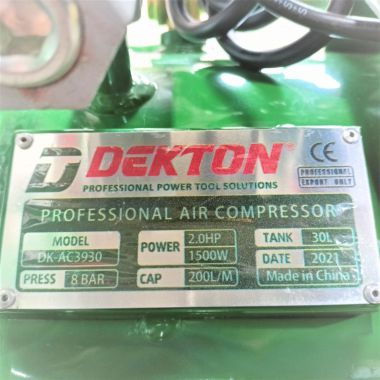 D DEKTON®
PROFESSIONAL POWER TOOL SOLUTIONS
CE
PROFESSIONAL
EXPORT ONLY
PROFESSIONAL AIR COMPRESSOR
MODEL DK-AC3930
POWER 2.0HP 1500W
TANK 30L
DATE 2021
PRESS 8 BAR
CAP 200L/M
Made in China